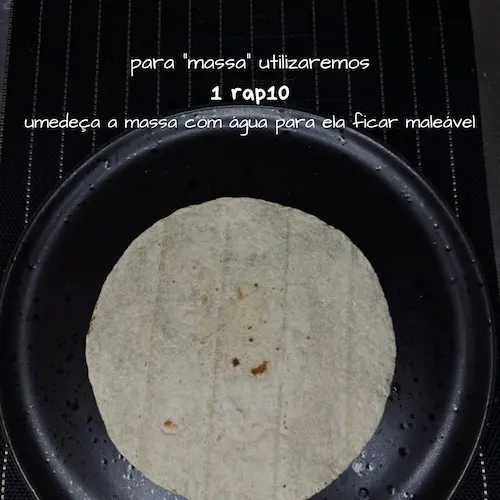 para "massa" utilizaremos
1 rap10
umedeça a massa com água para ela ficar maleável